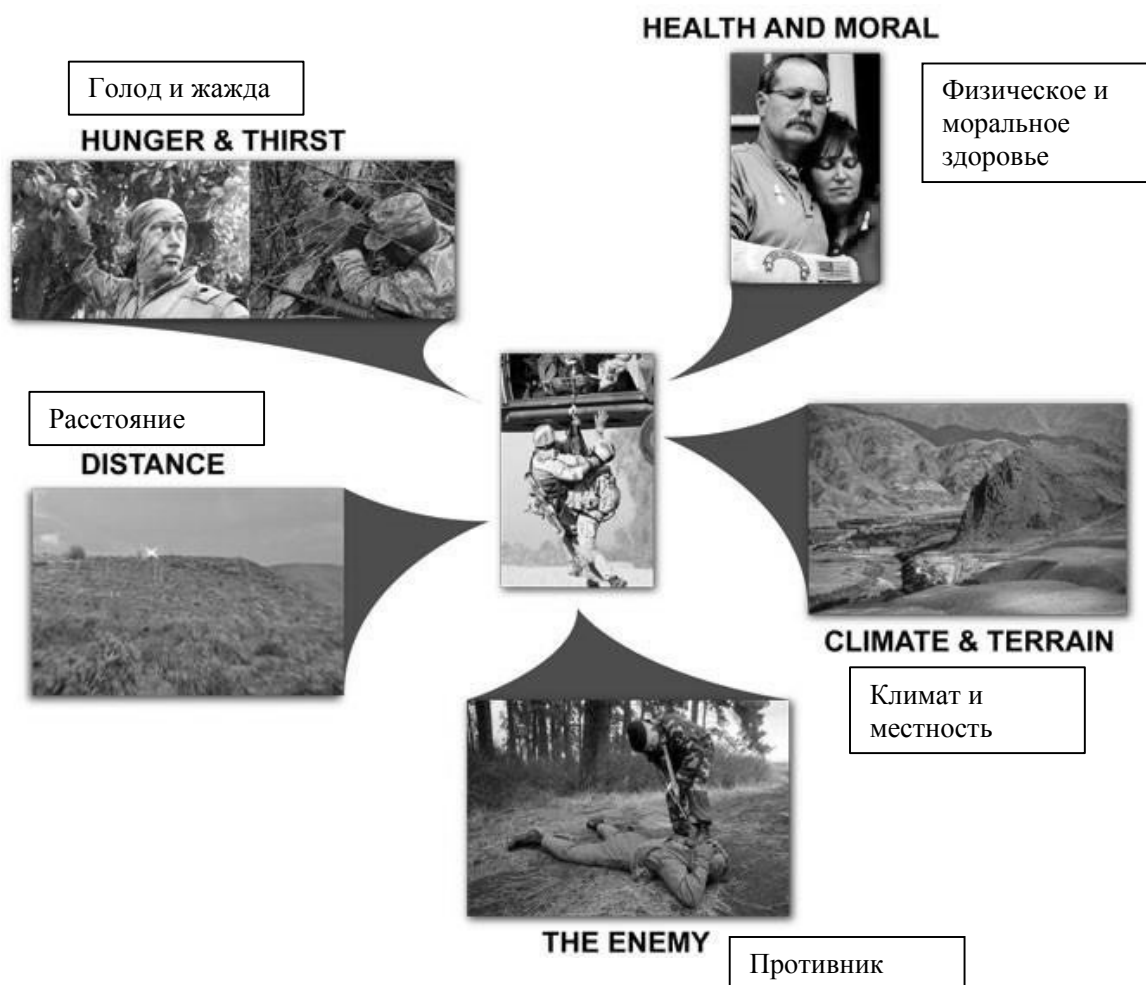 HEALTH AND MORAL
Физическое и
моральное
здоровье
Голод и жажда
HUNGER & THIRST
Расстояние
DISTANCE
CLIMATE & TERRAIN
Климат и
местность
THE ENEMY
Противник